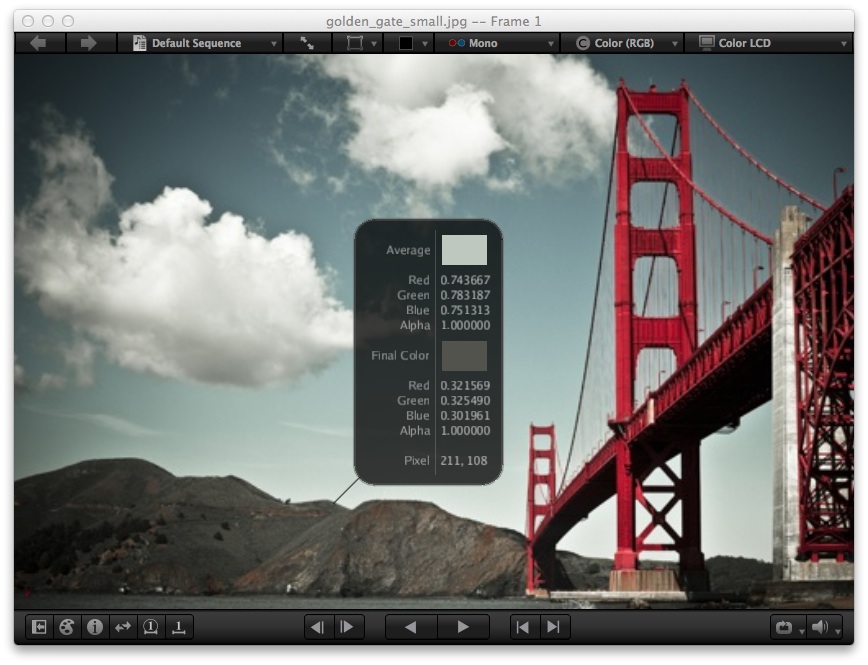 golden_gate_small.jpg -- Frame 1
Default Sequence
Mono
Color (RGB)
Color LCD
Average
Red 0.743667
Green 0.783187
Blue 0.751313
Alpha 1.000000
Final Color
Red 0.321569
Green 0.325490
Blue 0.301961
Alpha 1.000000
Pixel 211, 108